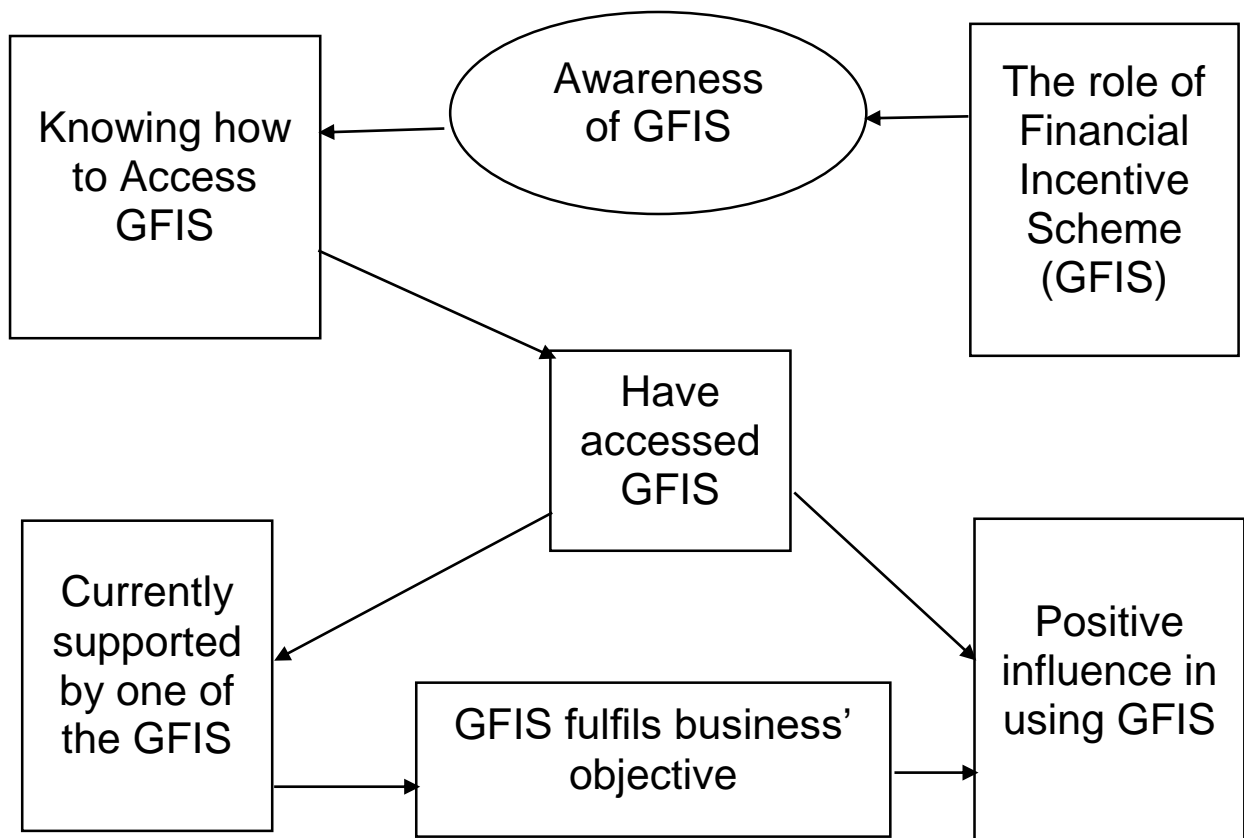 Knowing how
to Access
GFIS
Awareness
of GFIS
The role of
Financial
Incentive
Scheme
(GFIS)
Have
accessed
GFIS
Currently
supported
by one of
the GFIS
GFIS fulfils business’
objective
Positive
influence in
using GFIS